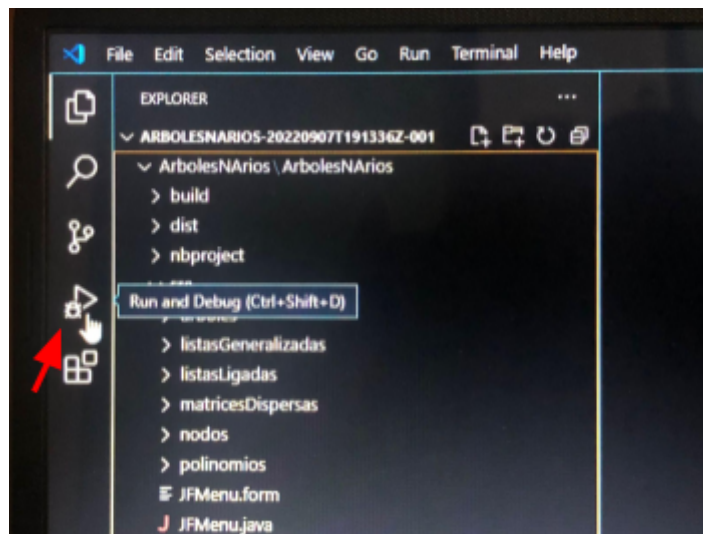 File Edit Selection View Go Run Terminal Help
EXPLORER
ARBOLESNARIOS-20220907T191336Z-001
ArbolesNArios \ ArbolesNArios
build
dist
nbproject
Run and Debug (Ctrl+Shift+D)
listasGeneralizadas
listasLigadas
matricesDispersas
nodos
polinomios
JFMenu.form
J JFMenu.java